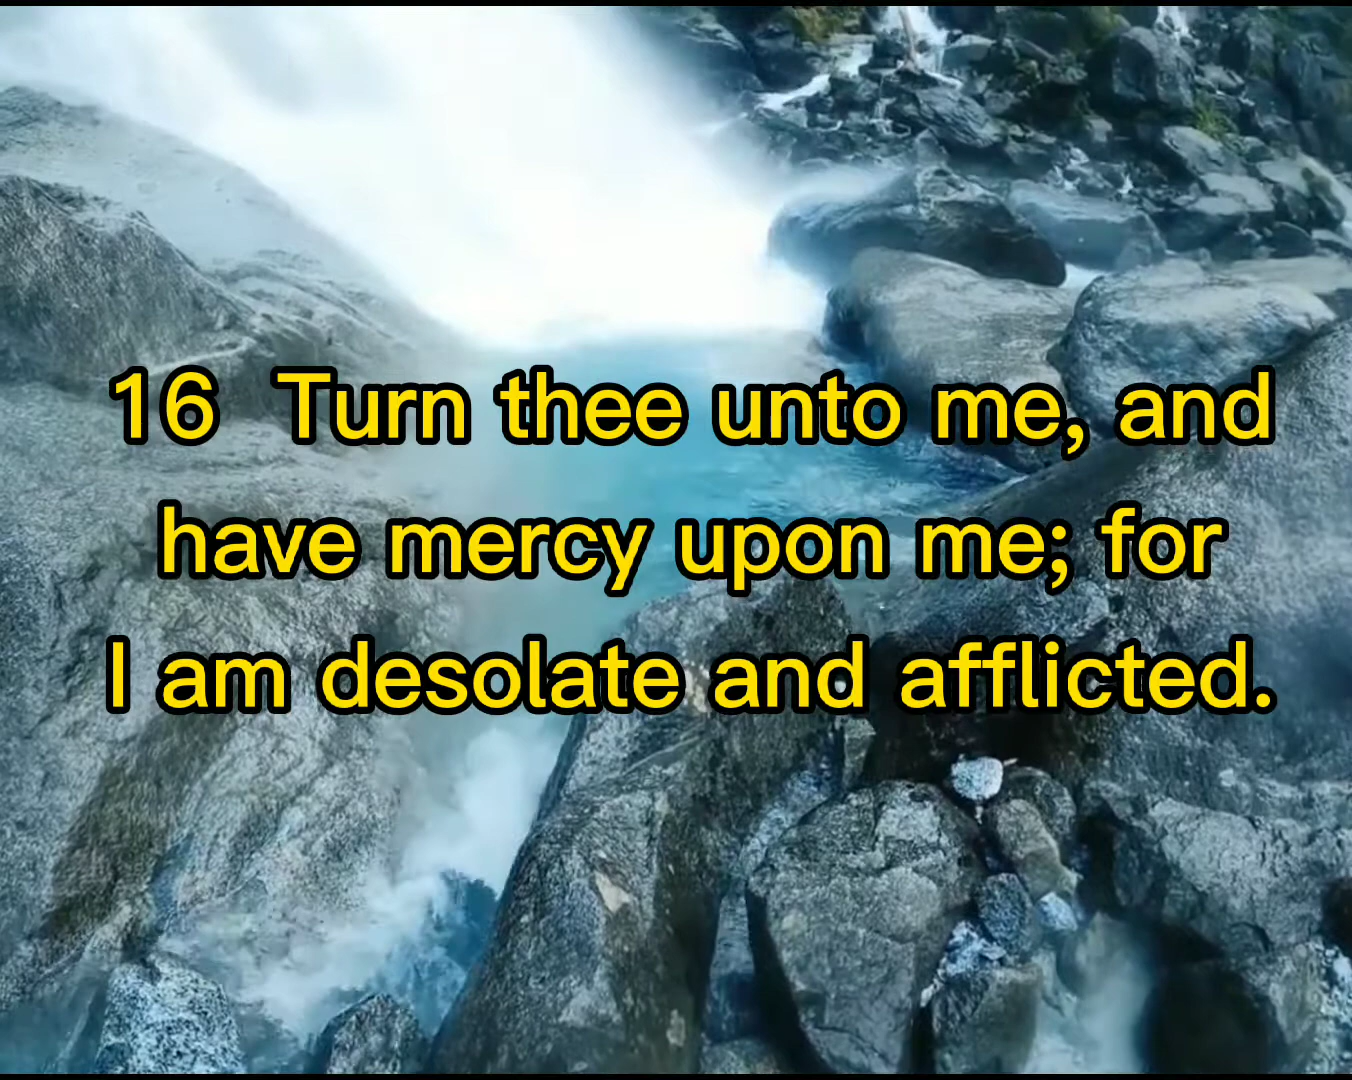 16 Turn thee unto me, and
have mercy upon me; for
I am desolate and afflicted.